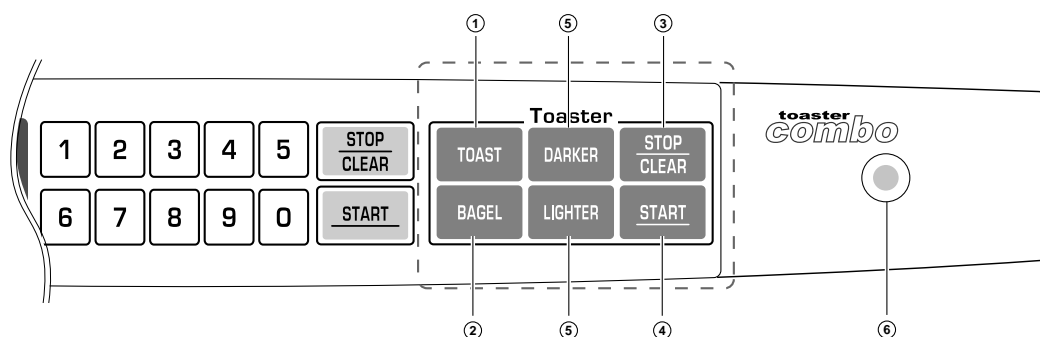 ① ⑤ ③
toaster
combo
Toaster
1 2 3 4 5 STOP
CLEAR
TOAST DARKER STOP
CLEAR
6 7 8 9 0 START
BAGEL LIGHTER START
② ⑤ ④ ⑥